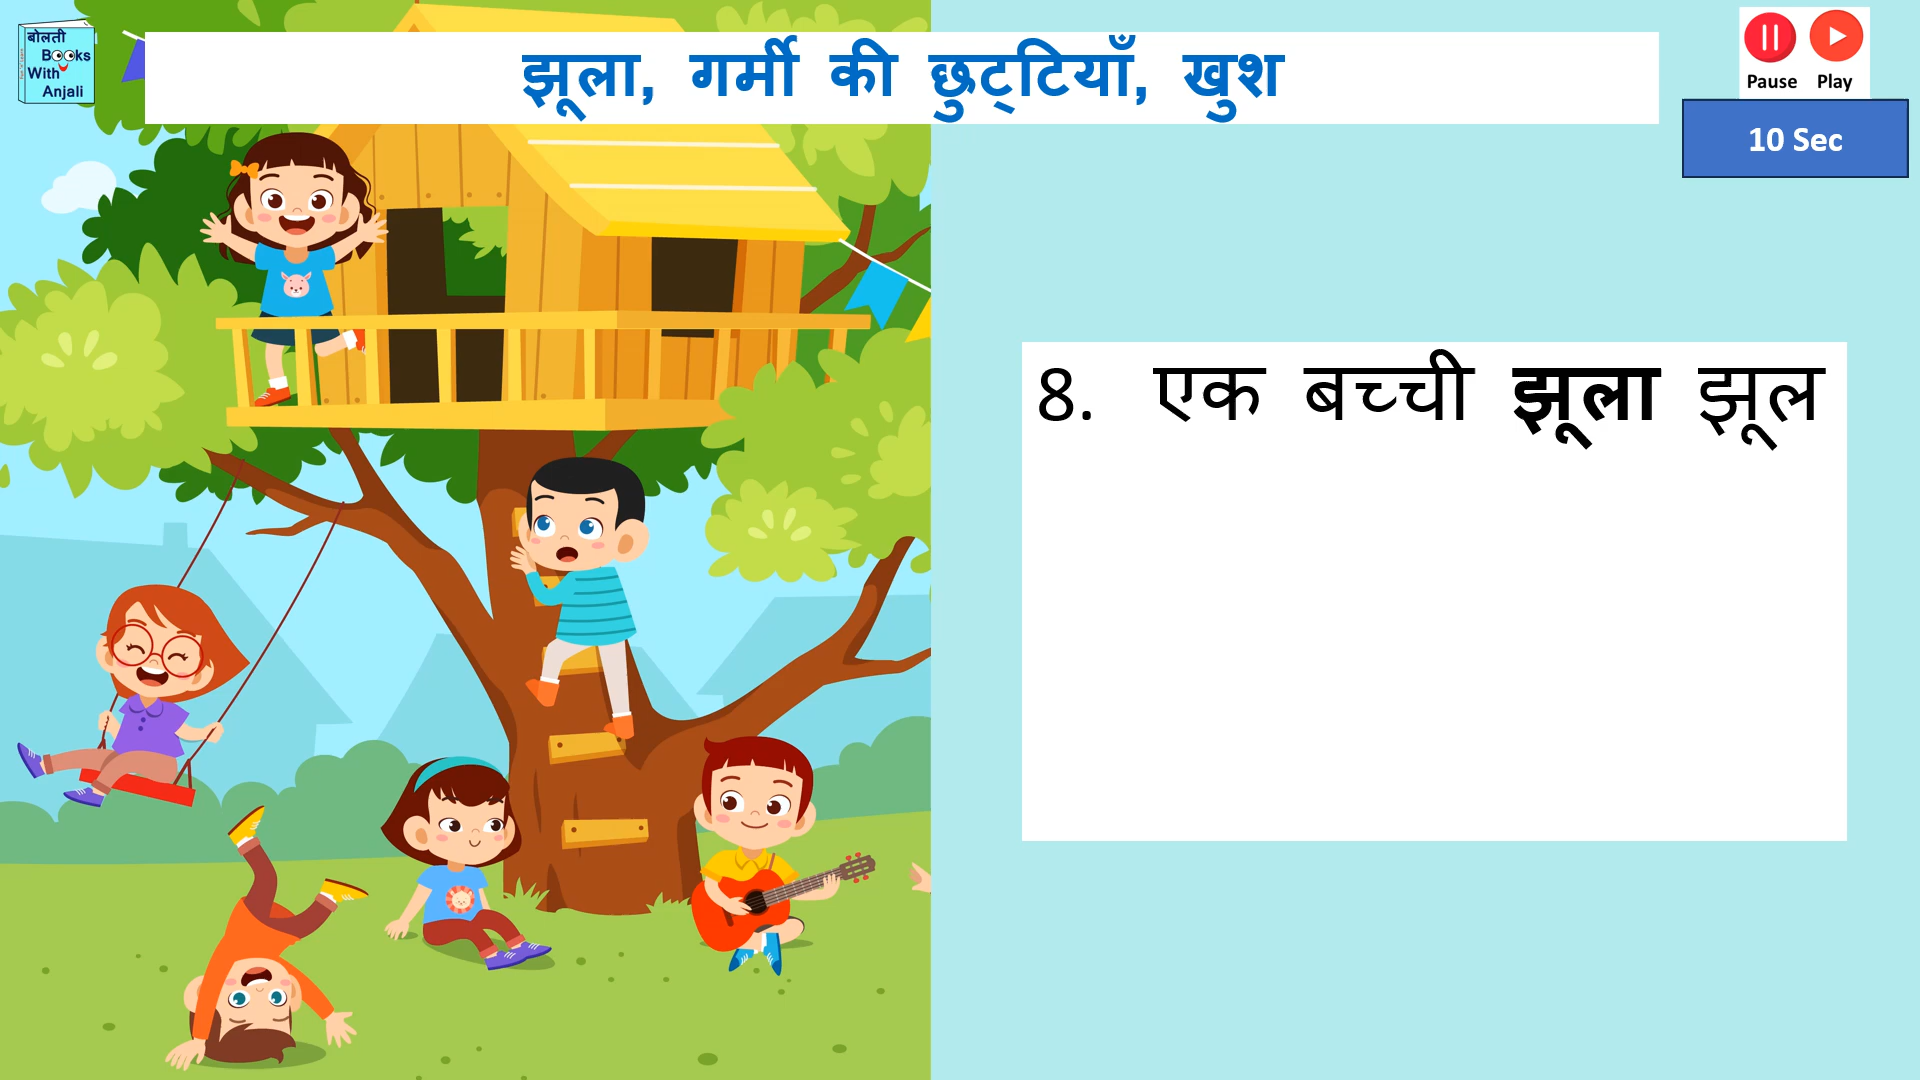 बोलती
Books
With
Anjali
झूला, गर्मी की छुट्टियाँ, खुश
Pause Play
10 Sec
8. एक बच्ची झूला झूल